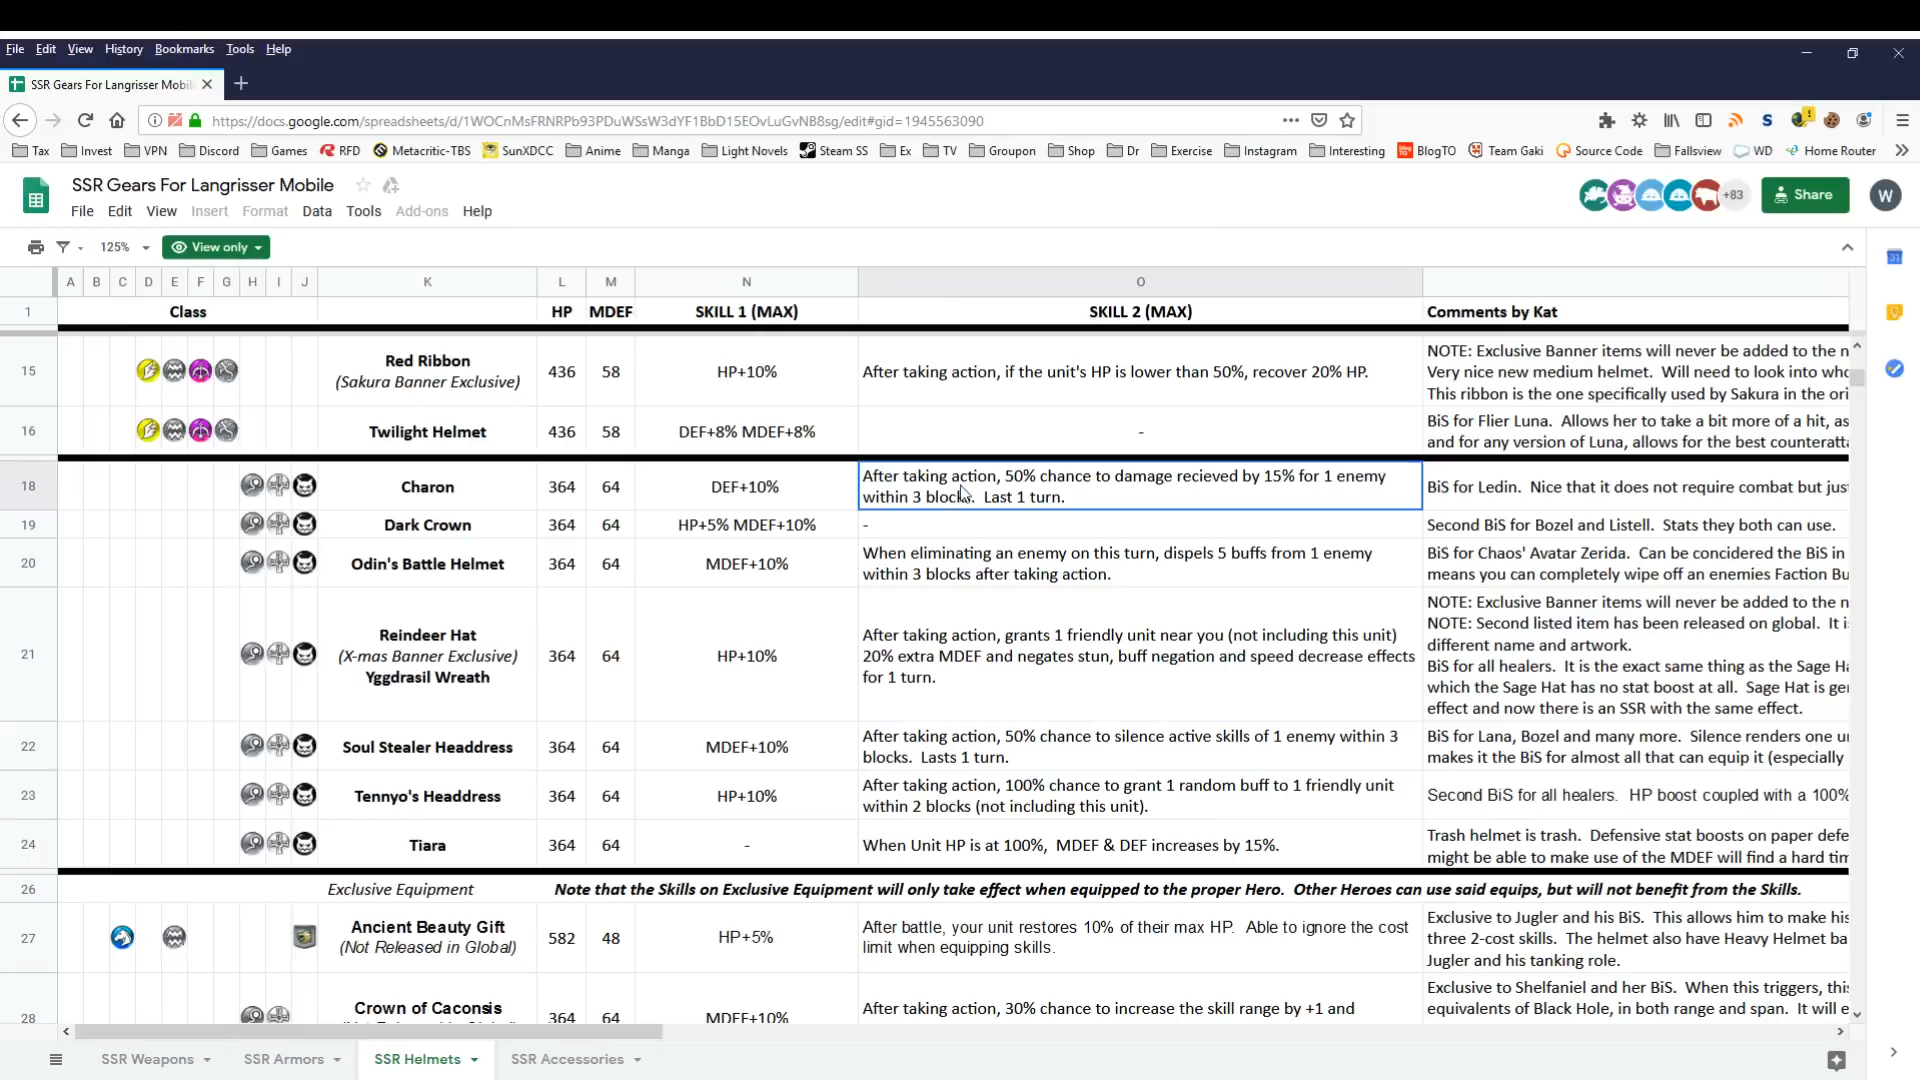 File Edit View History Bookmarks Tools Help
SSR Gears For Langrisser Mobil
https://docs.google.com/spreadsheets/d/1WOCnMsFRNRPb93PDuWSsW3dYF1BbD15EOvLuGvNB8sg/edit#gid=1945563090
Tax Invest VPN Discord Games RFD Metacritic-TBS SunXDCC Anime Manga Light Novels Steam SS Ex TV Groupon Shop Dr Exercise Instagram Interesting BlogTO Team Gaki Source Code Fallsview WD Home Router
SSR Gears For Langrisser Mobile
+83 Share W
File Edit View Insert Format Data Tools Add-ons Help
125% View only
A B C D E F G H I J K L M N O
1 Class HP MDEF SKILL 1 (MAX) SKILL 2 (MAX) Comments by Kat
15 Red Ribbon
(Sakura Banner Exclusive)
436 58 HP+10% After taking action, if the unit's HP is lower than 50%, recover 20% HP.
NOTE: Exclusive Banner items will never be added to the n
Very nice new medium helmet. Will need to look into who
This ribbon is the one specifically used by Sakura in the ori
16 Twilight Helmet 436 58 DEF+8% MDEF+8% -
BiS for Flier Luna. Allows her to take a bit more of a hit, as
and for any version of Luna, allows for the best counteratta
18 Charon 364 64 DEF+10%
After taking action, 50% chance to damage recieved by 15% for 1 enemy
within 3 blocks. Last 1 turn.
BiS for Ledin. Nice that it does not require combat but jus
19 Dark Crown 364 64 HP+5% MDEF+10% - Second BiS for Bozel and Listell. Stats they both can use.
20 Odin's Battle Helmet 364 64 MDEF+10%
When eliminating an enemy on this turn, dispels 5 buffs from 1 enemy
within 3 blocks after taking action.
BiS for Chaos' Avatar Zerida. Can be concidered the BiS in
means you can completely wipe off an enemies Faction Bu
21 Reindeer Hat
(X-mas Banner Exclusive)
Yggdrasil Wreath
364 64 HP+10%
After taking action, grants 1 friendly unit near you (not including this unit)
20% extra MDEF and negates stun, buff negation and speed decrease effects
for 1 turn.
NOTE: Exclusive Banner items will never be added to the n
NOTE: Second listed item has been released on global. It i
different name and artwork.
BiS for all healers. It is the exact same thing as the Sage Ha
which the Sage Hat has no stat boost at all. Sage Hat is ger
effect and now there is an SSR with the same effect.
22 Soul Stealer Headdress 364 64 MDEF+10%
After taking action, 50% chance to silence active skills of 1 enemy within 3
blocks. Lasts 1 turn.
BiS for Lana, Bozel and many more. Silence renders one u
makes it the BiS for almost all that can equip it (especially
23 Tennyo's Headdress 364 64 HP+10%
After taking action, 100% chance to grant 1 random buff to 1 friendly unit
within 2 blocks (not including this unit).
Second BiS for all healers. HP boost coupled with a 100%
24 Tiara 364 64 - When Unit HP is at 100%, MDEF & DEF increases by 15%.
Trash helmet is trash. Defensive stat boosts on paper defe
might be able to make use of the MDEF will find a hard tim
26 Exclusive Equipment Note that the Skills on Exclusive Equipment will only take effect when equipped to the proper Hero. Other Heroes can use said equips, but will not benefit from the Skills.
27 Ancient Beauty Gift
(Not Released in Global)
582 48 HP+5%
After battle, your unit restores 10% of their max HP. Able to ignore the cost
limit when equipping skills.
Exclusive to Jugler and his BiS. This allows him to make his
three 2-cost skills. The helmet also have Heavy Helmet ba
Jugler and his tanking role.
28 Crown of Caconsis
364 64 MDEF+10%
After taking action, 30% chance to increase the skill range by +1 and
Exclusive to Shelfaniel and her BiS. When this triggers, this
equivalents of Black Hole, in both range and span. It will e
SSR Weapons SSR Armors SSR Helmets SSR Accessories